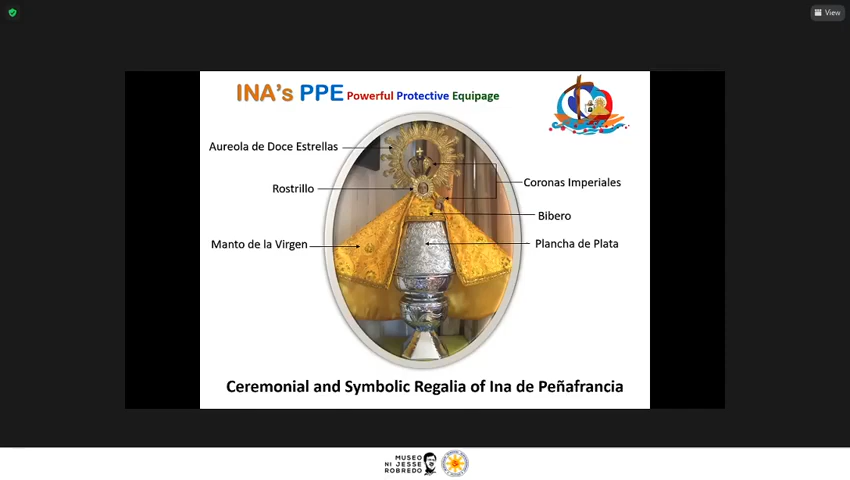 View
INA's PPE Powerful Protective Equipage
Aureola de Doce Estrellas
Rostrillo
Coronas Imperiales
Bibero
Manto de la Virgen
Plancha de Plata
Ceremonial and Symbolic Regalia of Ina de Peñafrancia
MUSEO
NI JESSE
ROBREDO